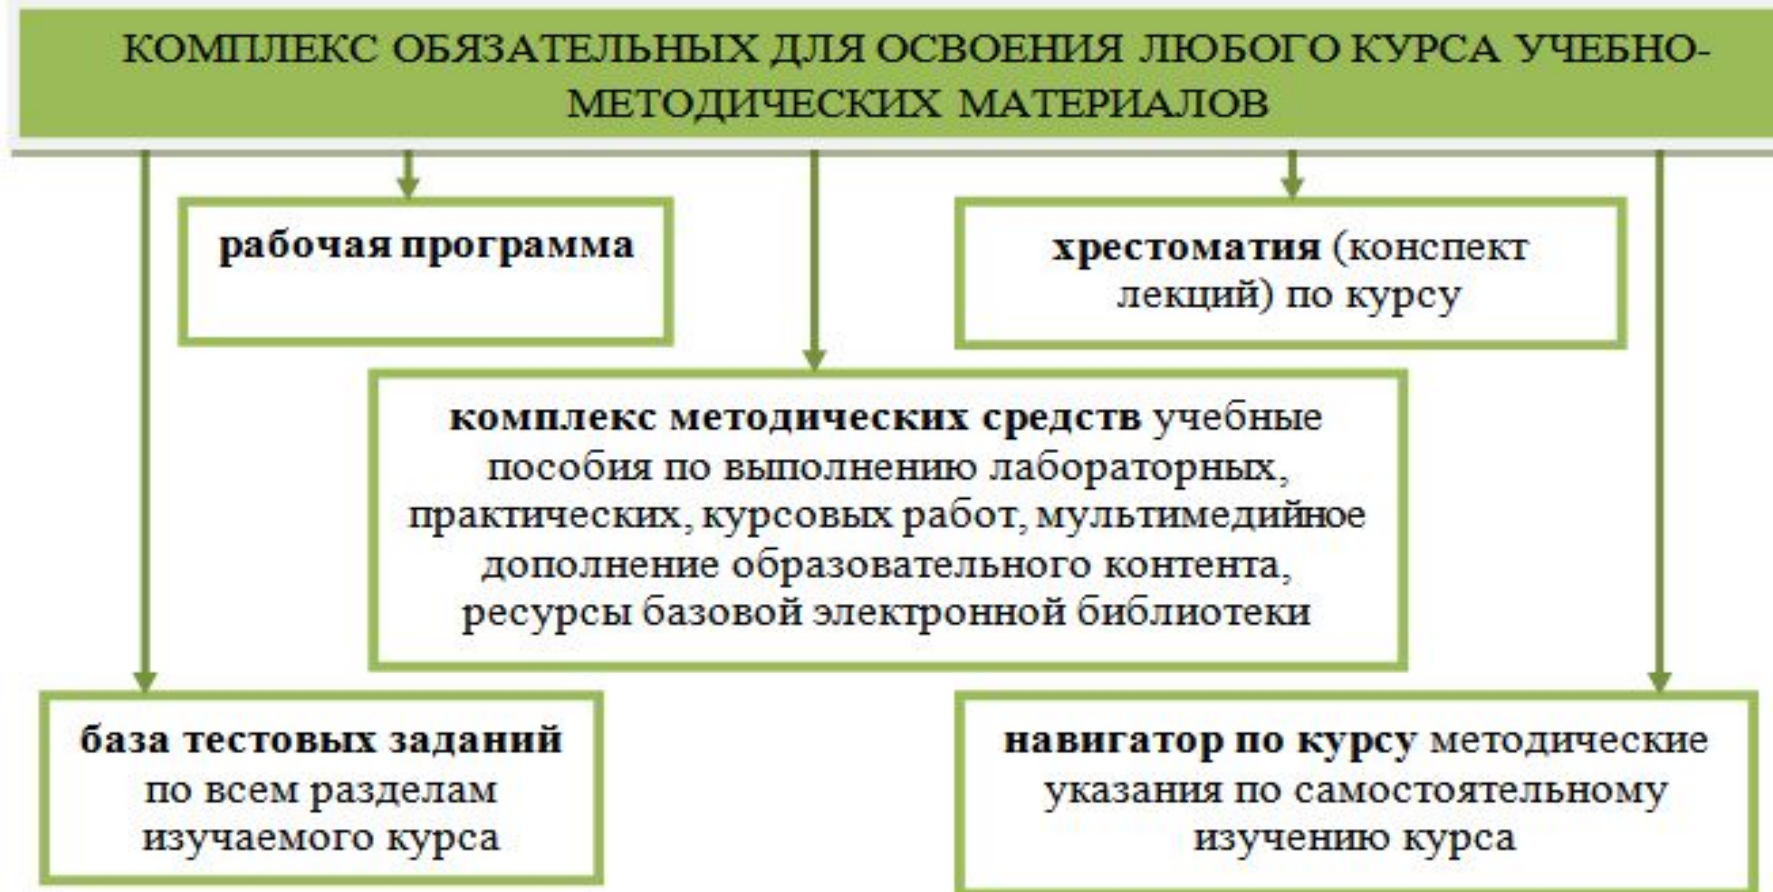 КОМПЛЕКС ОБЯЗАТЕЛЬНЫХ ДЛЯ ОСВОЕНИЯ ЛЮБОГО КУРСА УЧЕБНО-
МЕТОДИЧЕСКИХ МАТЕРИАЛОВ
рабочая программа
хрестоматия (конспект
лекций) по курсу
комплекс методических средств учебные
пособия по выполнению лабораторных,
практических, курсовых работ, мультимедийное
дополнение образовательного контента,
ресурсы базовой электронной библиотеки
база тестовых заданий
по всем разделам
изучаемого курса
навигатор по курсу методические
указания по самостоятельному
изучению курса